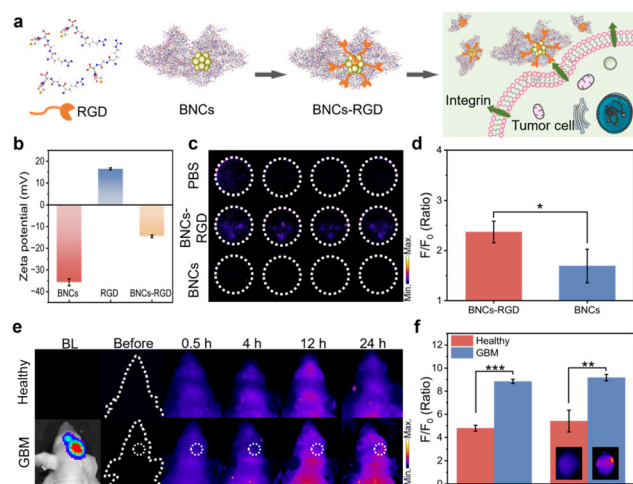 a
RGD
BNCs
BNCs-RGD
Integrin
Tumor cell
b
Zeta potential (mV)
20
10
0
−10
−20
−30
−40
BNCs
RGD
BNCs-RGD
c
PBS
BNCs-
RGD
BNCs
Max.
Min.
d
F/F₀ (Ratio)
4
3
2
1
*
BNCs-RGD
BNCs
e
BL
Before
0.5 h
4 h
12 h
24 h
Healthy
GBM
Max.
Min.
f
F/F₀ (Ratio)
12
10
8
6
4
2
0
Healthy
GBM
***
**